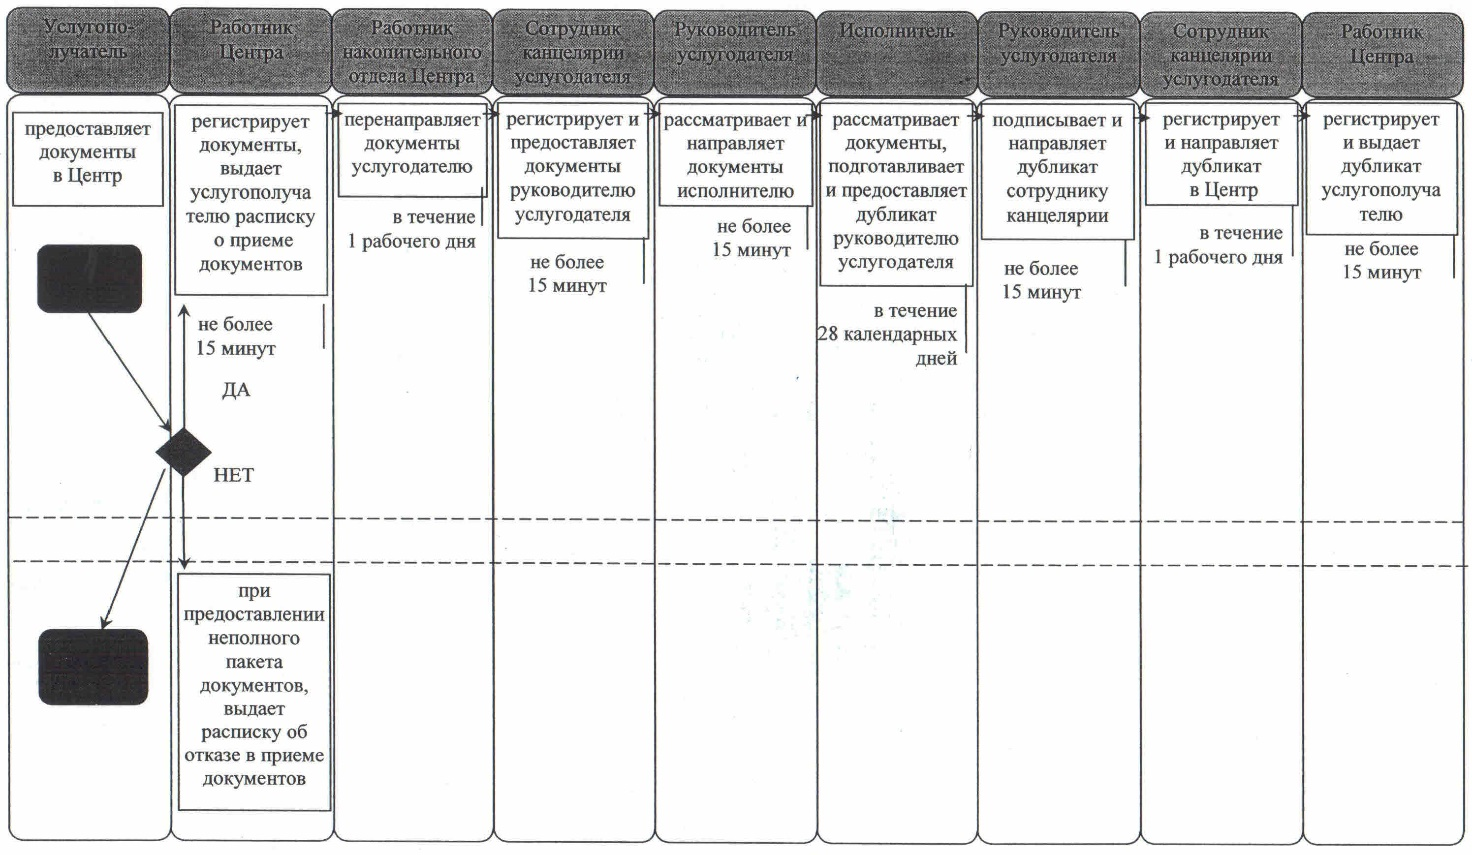 Услугопо-
лучатель
Работник
Центра
Работник
накопительного
отдела Центра
Сотрудник
канцелярии
услугодателя
Руководитель
услугодателя
Исполнитель
Руководитель
услугодателя
Сотрудник
канцелярии
услугодателя
Работник
Центра
предоставляет
документы
в Центр
регистрирует
документы,
выдает
услугополуча
телю расписку
о приеме
документов
не более
15 минут
ДА
НЕТ
при
предоставлении
неполного
пакета
документов,
выдает
расписку об
отказе в приеме
документов
перенаправляет
документы
услугодателю
в течение
1 рабочего дня
регистрирует и
предоставляет
документы
руководителю
услугодателя
не более
15 минут
рассматривает и
направляет
документы
исполнителю
не более
15 минут
рассматривает
документы,
подготавливает
и предоставляет
дубликат
руководителю
услугодателя
в течение
28 календарных
дней
подписывает и
направляет
дубликат
сотруднику
канцелярии
не более
15 минут
регистрирует
и направляет
дубликат
в Центр
в течение
1 рабочего дня
регистрирует
и выдает
дубликат
услугополуча
телю
не более
15 минут